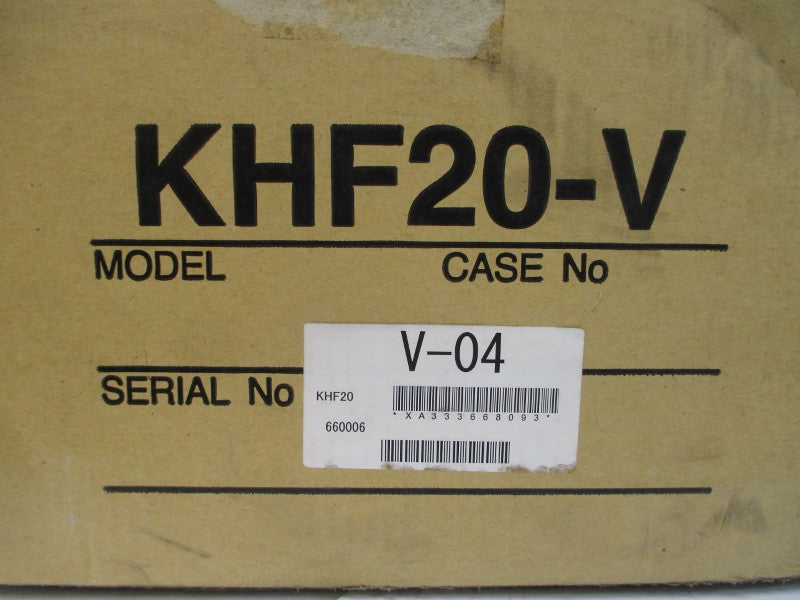 KHF20-V
MODEL CASE No
V-04
SERIAL No
KHF20
*XA333668093*
660006